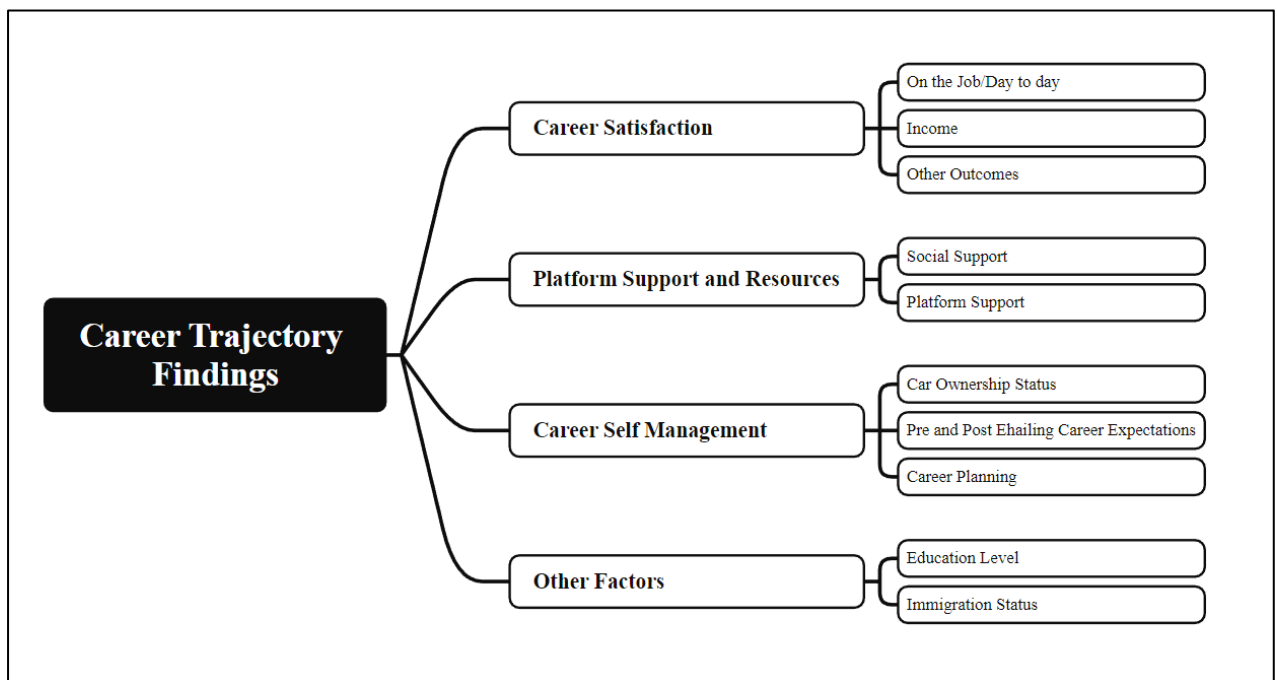 Career Trajectory
Findings
Career Satisfaction
On the Job/Day to day
Income
Other Outcomes
Platform Support and Resources
Social Support
Platform Support
Career Self Management
Car Ownership Status
Pre and Post Ehailing Career Expectations
Career Planning
Other Factors
Education Level
Immigration Status